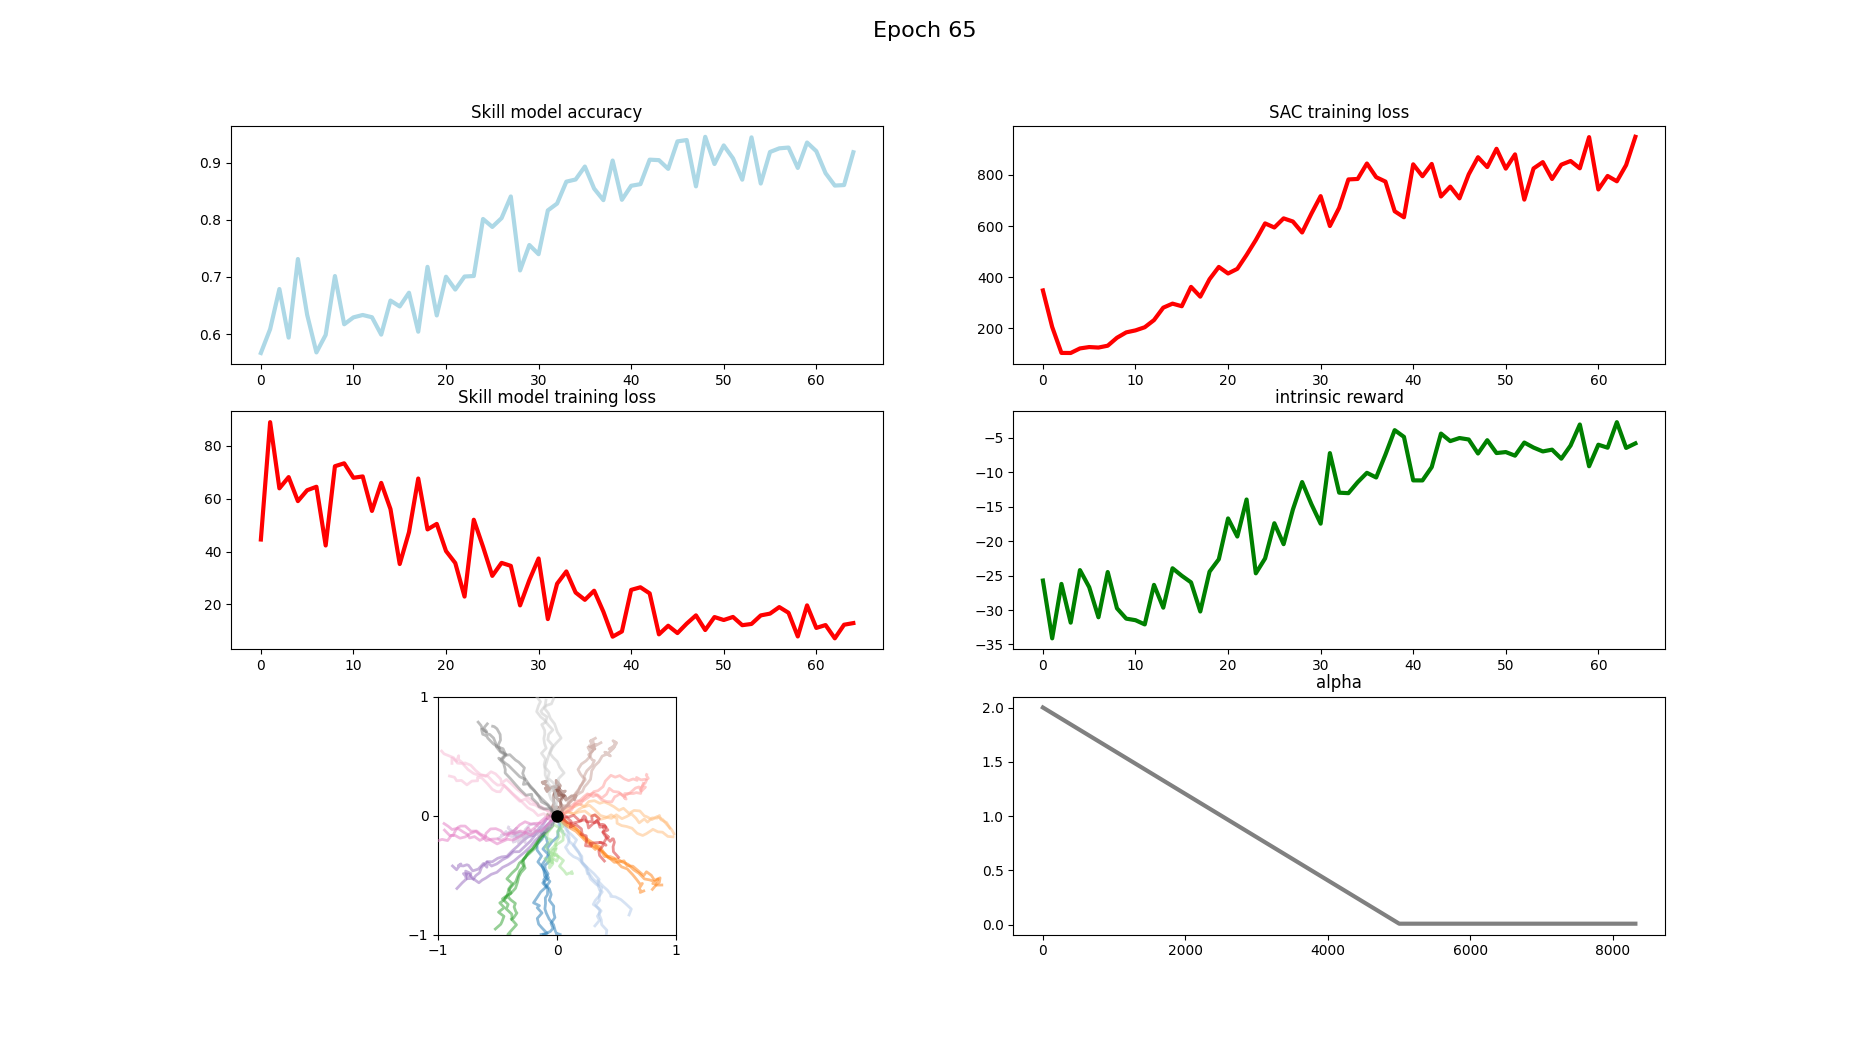 Epoch 65
Skill model accuracy
0.9
0.8
0.7
0.6
0 10 20 30 40 50 60
SAC training loss
800
600
400
200
0 10 20 30 40 50 60
Skill model training loss
80
60
40
20
0 10 20 30 40 50 60
intrinsic reward
−5
−10
−15
−20
−25
−30
−35
0 10 20 30 40 50 60
1
0
−1
−1 0 1
alpha
2.0
1.5
1.0
0.5
0.0
0 2000 4000 6000 8000